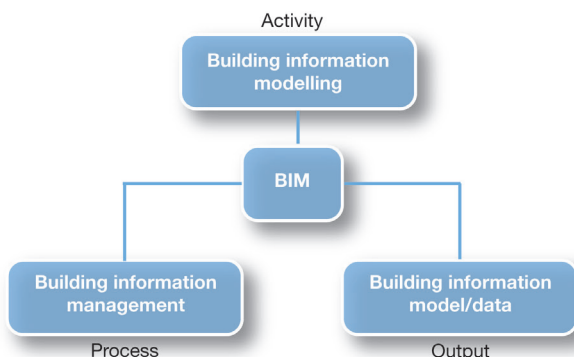 Activity
Building information
modelling
BIM
Building information
management
Building information
model/data
Process
Output